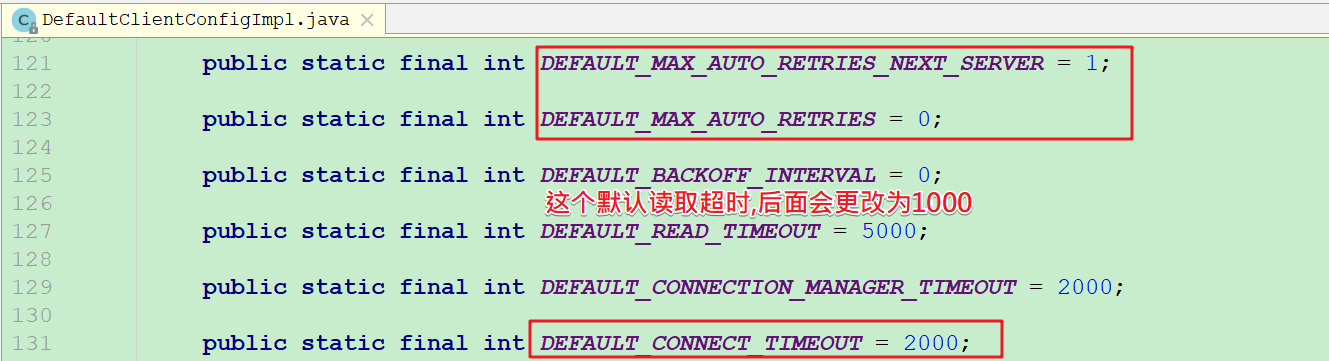 C DefaultClientConfigImpl.java ×
120
121 public static final int DEFAULT_MAX_AUTO_RETRIES_NEXT_SERVER = 1;
122
123 public static final int DEFAULT_MAX_AUTO_RETRIES = 0;
124
125 public static final int DEFAULT_BACKOFF_INTERVAL = 0;
126 这个默认读取超时,后面会更改为1000
127 public static final int DEFAULT_READ_TIMEOUT = 5000;
128
129 public static final int DEFAULT_CONNECTION_MANAGER_TIMEOUT = 2000;
130
131 public static final int DEFAULT_CONNECT_TIMEOUT = 2000;